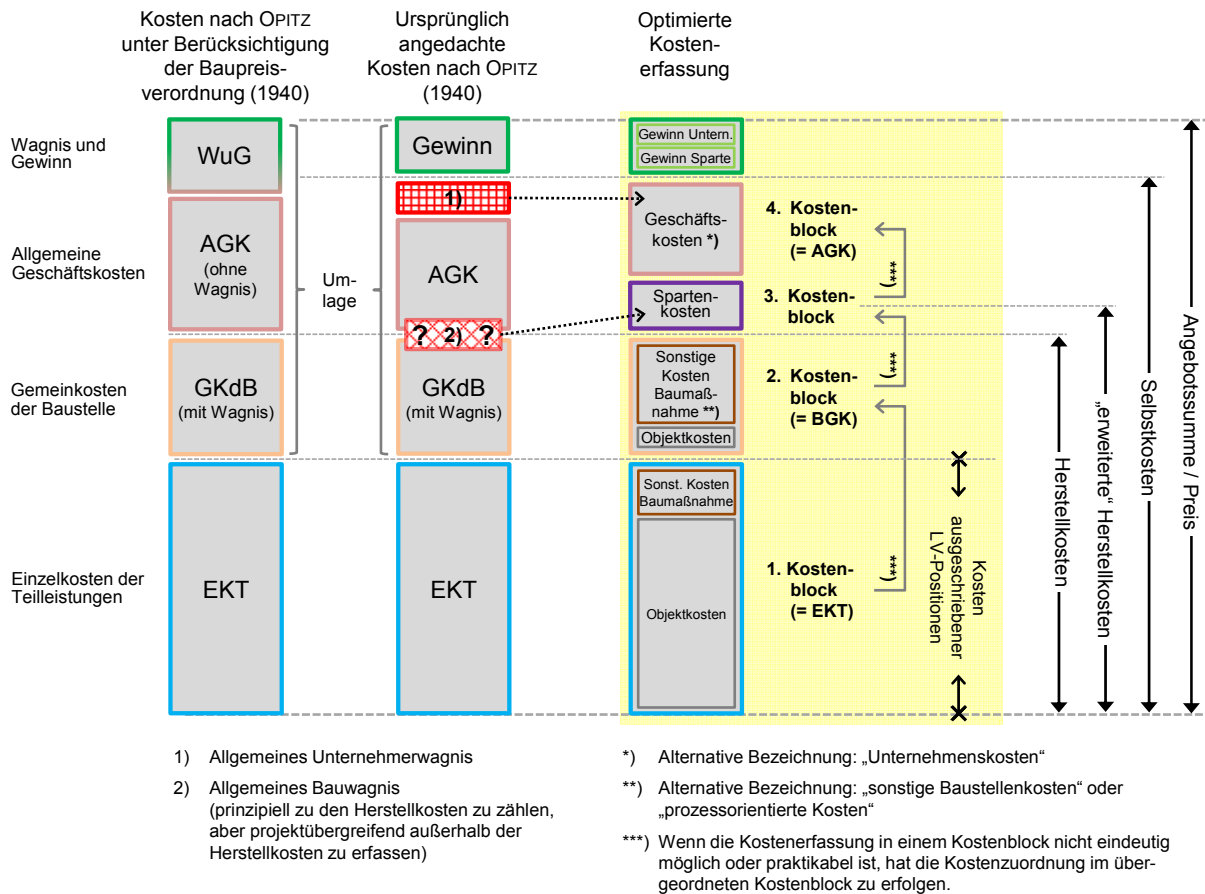 Kosten nach OPITZ
unter Berücksichtigung
der Baupreis-
verordnung (1940)
Ursprünglich
angedachte
Kosten nach OPITZ
(1940)
Optimierte
Kosten-
erfassung
Wagnis und
Gewinn
Allgemeine
Geschäftskosten
Gemeinkosten
der Baustelle
Einzelkosten der
Teilleistungen
WuG
AGK
(ohne
Wagnis)
GKdB
(mit Wagnis)
EKT
Um-
lage
Gewinn
1)
AGK
? 2) ?
GKdB
(mit Wagnis)
EKT
Gewinn Untern.
Gewinn Sparte
Geschäfts-
kosten *)
Sparten-
kosten
Sonstige
Kosten
Baumaß-
nahme **)
Objektkosten
Sonst. Kosten
Baumaßnahme
Objektkosten
4. Kosten-
block
(= AGK)
***)
3. Kosten-
block
***)
2. Kosten-
block
(= BGK)
***)
1. Kosten-
block
(= EKT)
Kosten
ausgeschriebener
LV-Positionen
Herstellkosten
„erweiterte“ Herstellkosten
Selbstkosten
Angebotssumme / Preis
1) Allgemeines Unternehmerwagnis
2) Allgemeines Bauwagnis
(prinzipiell zu den Herstellkosten zu zählen,
aber projektübergreifend außerhalb der
Herstellkosten zu erfassen)
*) Alternative Bezeichnung: „Unternehmenskosten“
**) Alternative Bezeichnung: „sonstige Baustellenkosten“ oder
„prozessorientierte Kosten“
***) Wenn die Kostenerfassung in einem Kostenblock nicht eindeutig
möglich oder praktikabel ist, hat die Kostenzuordnung im über-
geordneten Kostenblock zu erfolgen.